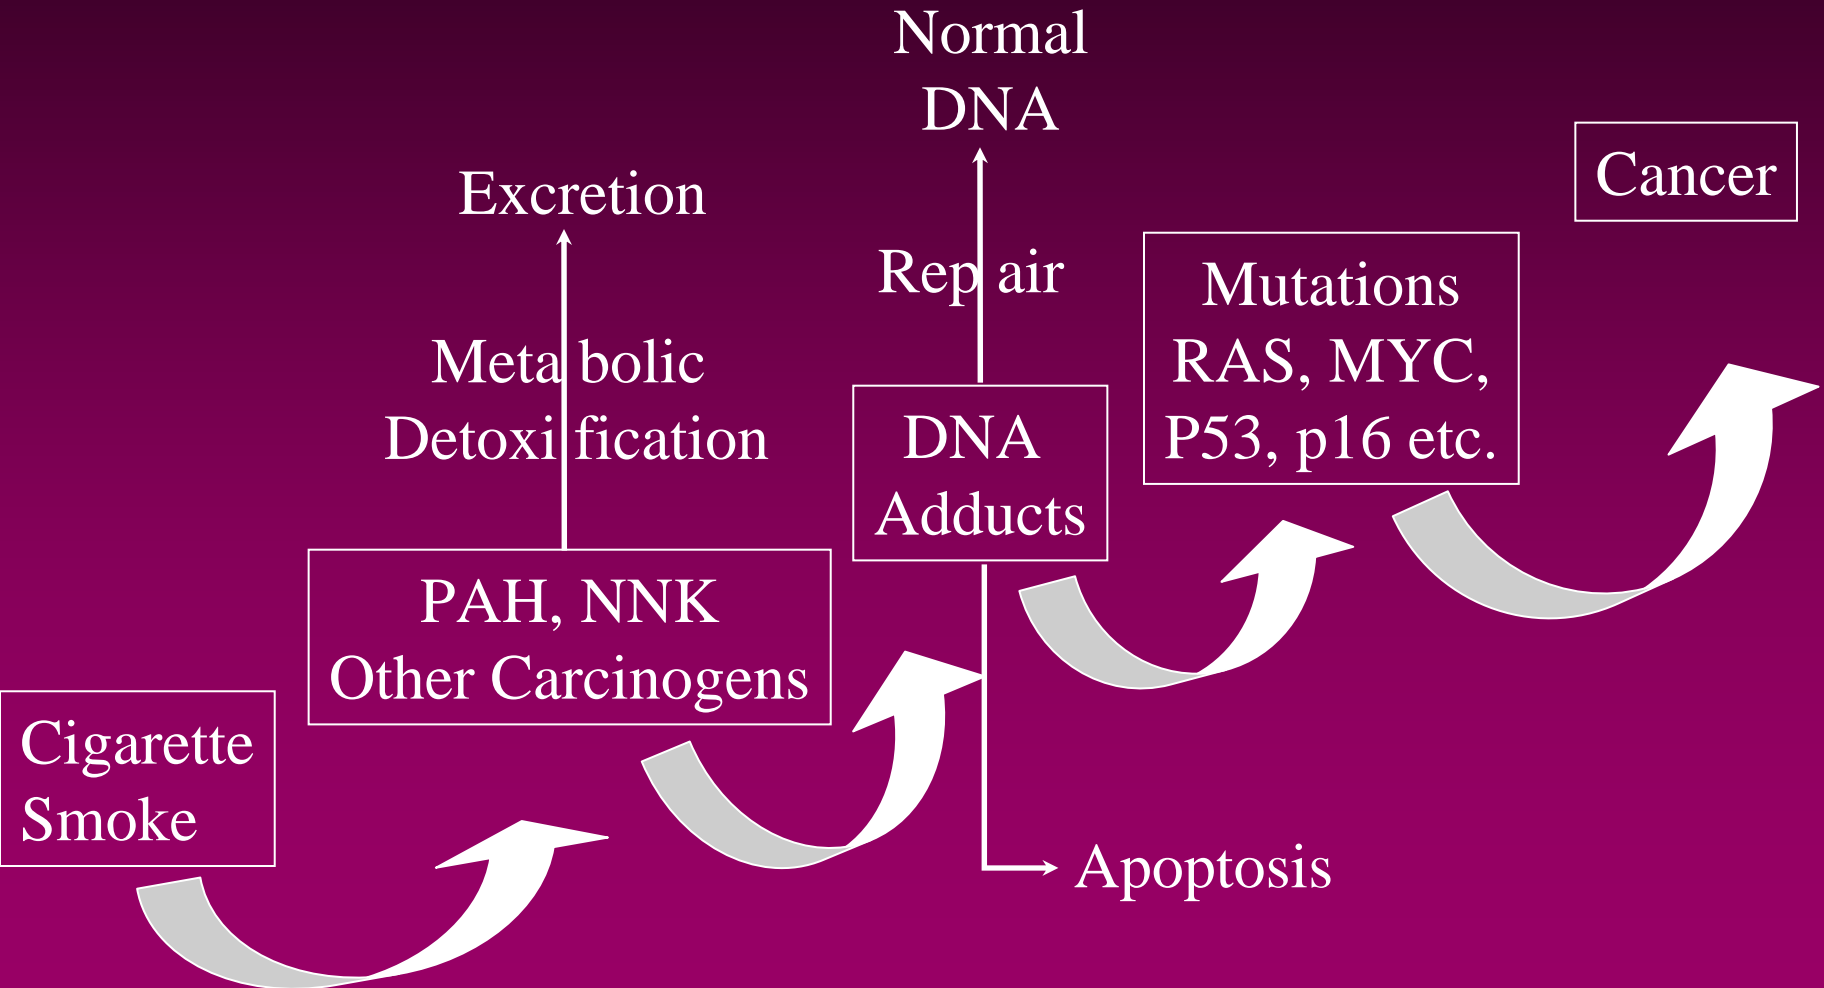 Normal
DNA
Cancer
Excretion
Repair
Mutations
RAS, MYC,
P53, p16 etc.
Metabolic
Detoxification
DNA
Adducts
PAH, NNK
Other Carcinogens
Cigarette
Smoke
Apoptosis